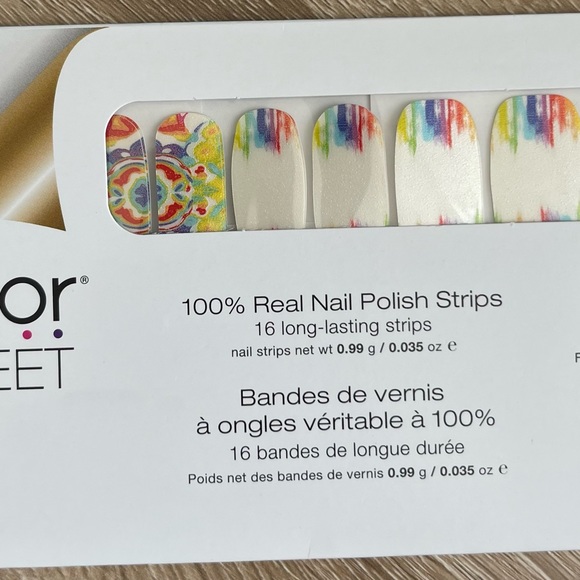 or®
EET
100% Real Nail Polish Strips
16 long-lasting strips
nail strips net wt 0.99 g / 0.035 oz ℮
Bandes de vernis
à ongles véritable à 100%
16 bandes de longue durée
Poids net des bandes de vernis 0.99 g / 0.035 oz ℮